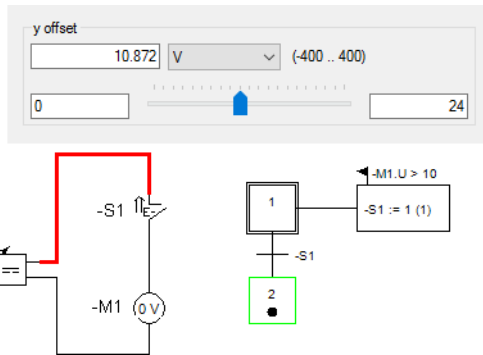 y offset
10.872 V (-400 .. 400)
0 24
-M1.U > 10
1
-S1 := 1 (1)
-S1 E
-S1
2
-M1 0 V